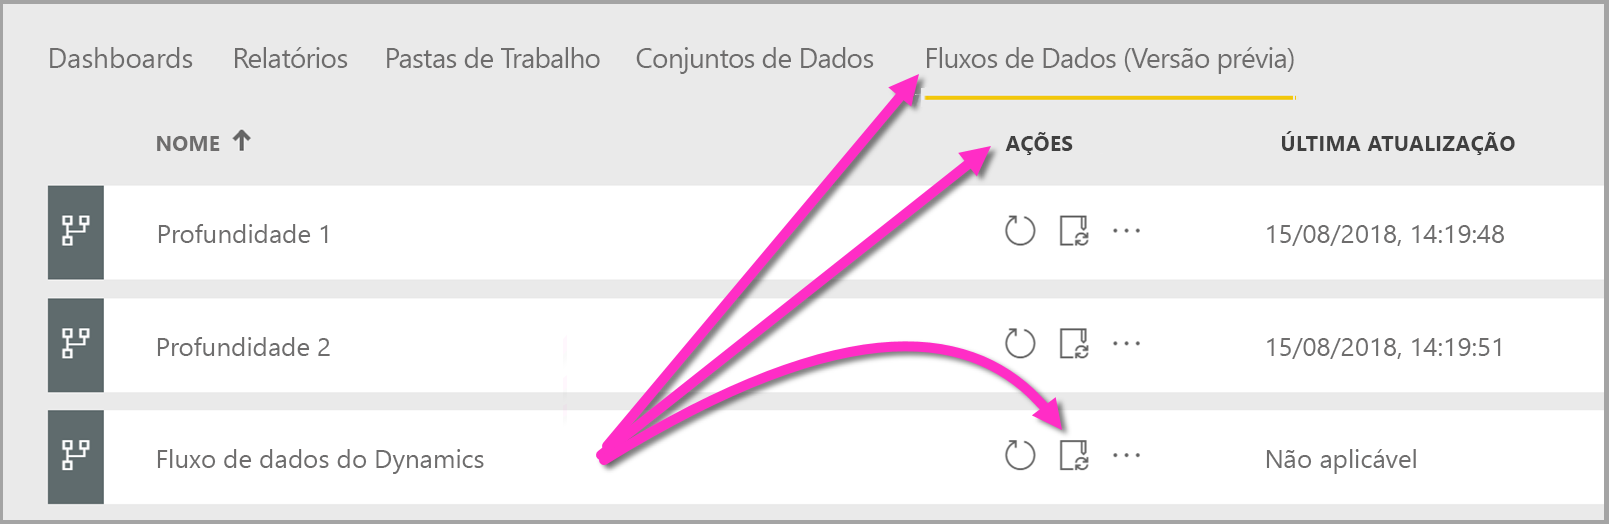 Dashboards Relatórios Pastas de Trabalho Conjuntos de Dados Fluxos de Dados (Versão prévia)
NOME AÇÕES ÚLTIMA ATUALIZAÇÃO
Profundidade 1 15/08/2018, 14:19:48
Profundidade 2 15/08/2018, 14:19:51
Fluxo de dados do Dynamics Não aplicável